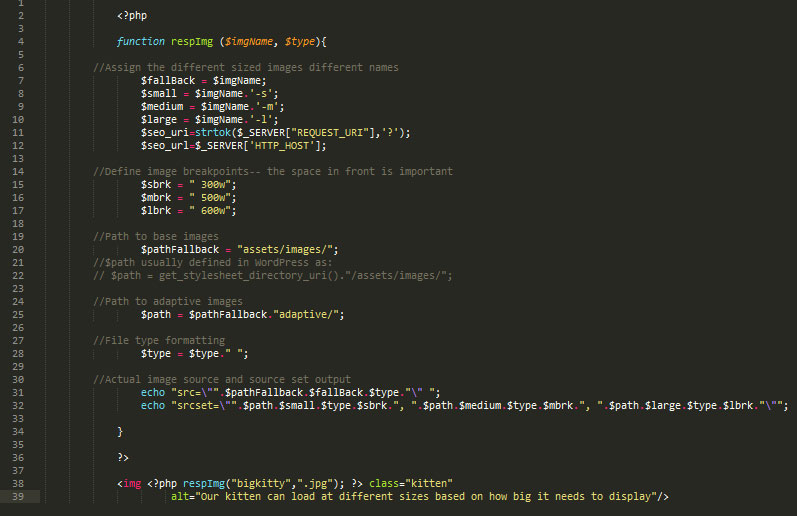 1
2 <?php
3
4 function respImg ($imgName, $type){
5
6 //Assign the different sized images different names
7 $fallBack = $imgName;
8 $small = $imgName.'-s';
9 $medium = $imgName.'-m';
10 $large = $imgName.'-l';
11 $seo_uri=strtok($_SERVER["REQUEST_URI"],'?');
12 $seo_url=$_SERVER['HTTP_HOST'];
13
14 //Define image breakpoints-- the space in front is important
15 $sbrk = " 300w";
16 $mbrk = " 500w";
17 $lbrk = " 600w";
18
19 //Path to base images
20 $pathFallback = "assets/images/";
21 //$path usually defined in WordPress as:
22 // $path = get_stylesheet_directory_uri()."/assets/images/";
23
24 //Path to adaptive images
25 $path = $pathFallback."adaptive/";
26
27 //File type formatting
28 $type = $type." ";
29
30 //Actual image source and source set output
31 echo "src=\"".$pathFallback.$fallBack.$type."\" ";
32 echo "srcset=\"".$path.$small.$type.$sbrk.", ".$path.$medium.$type.$mbrk.", ".$path.$large.$type.$lbrk."\"";
33
34 }
35
36 ?>
37
38 <img <?php respImg("bigkitty",".jpg"); ?> class="kitten"
39 alt="Our kitten can load at different sizes based on how big it needs to display"/>